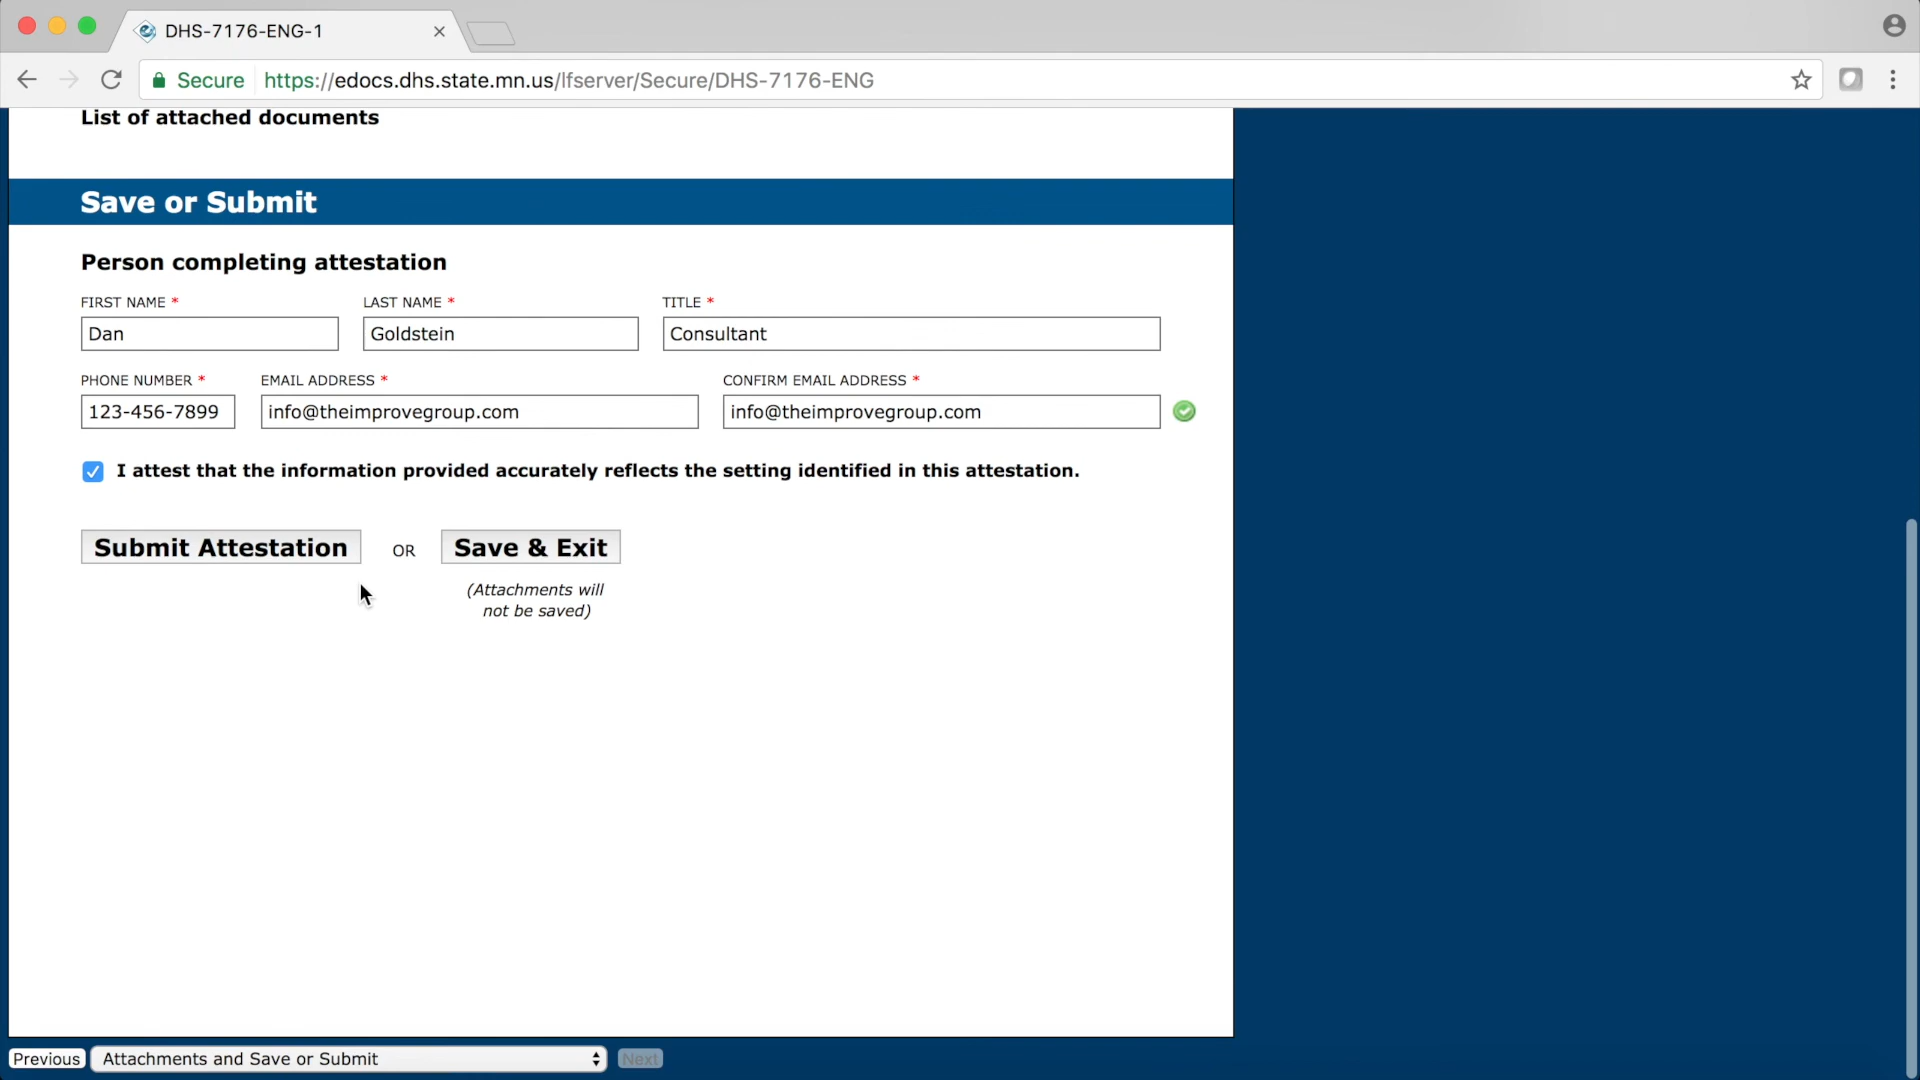 DHS-7176-ENG-1
Secure https://edocs.dhs.state.mn.us/lfserver/Secure/DHS-7176-ENG
List of attached documents
Save or Submit
Person completing attestation
FIRST NAME * LAST NAME * TITLE *
Dan Goldstein Consultant
PHONE NUMBER * EMAIL ADDRESS * CONFIRM EMAIL ADDRESS *
123-456-7899 info@theimprovegroup.com info@theimprovegroup.com
I attest that the information provided accurately reflects the setting identified in this attestation.
Submit Attestation OR Save & Exit
(Attachments will
not be saved)
Previous Attachments and Save or Submit Next